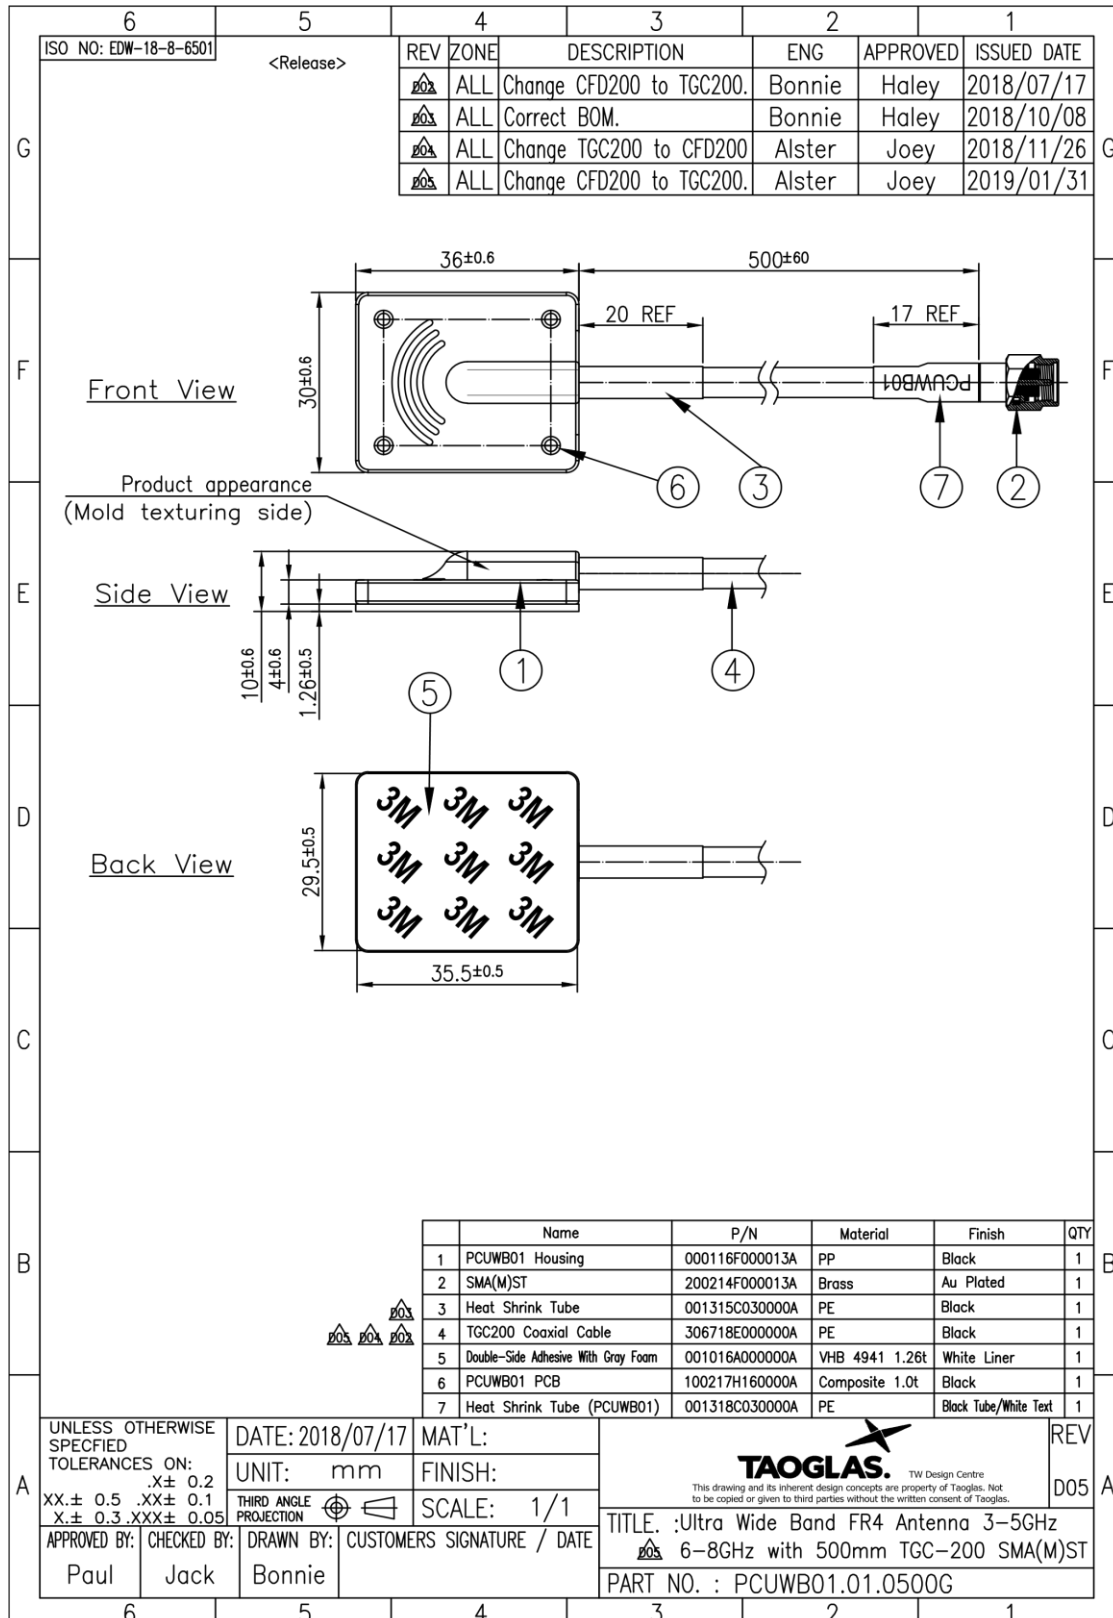 6 5 4 3 2 1
ISO NO: EDW-18-8-6501
<Release>
REV ZONE DESCRIPTION ENG APPROVED ISSUED DATE
D02 ALL Change CFD200 to TGC200. Bonnie Haley 2018/07/17
D03 ALL Correct BOM. Bonnie Haley 2018/10/08
D04 ALL Change TGC200 to CFD200 Alster Joey 2018/11/26
D05 ALL Change CFD200 to TGC200. Alster Joey 2019/01/31
G G
36±0.6 500±60
20 REF 17 REF
30±0.6
F F
Front View
PCUWB01
6 3 7 2
Product appearance
(Mold texturing side)
E E
Side View
10±0.6
4±0.6
1.26±0.5
1 4
5
D D
3M 3M 3M
3M 3M 3M
3M 3M 3M
Back View
29.5±0.5
35.5±0.5
C C
B B
Name P/N Material Finish QTY
1 PCUWB01 Housing 000116F000013A PP Black 1
2 SMA(M)ST 200214F000013A Brass Au Plated 1
D03 3 Heat Shrink Tube 001315C030000A PE Black 1
D05 D04 D02 4 TGC200 Coaxial Cable 306718E000000A PE Black 1
5 Double-Side Adhesive With Gray Foam 001016A000000A VHB 4941 1.26t White Liner 1
6 PCUWB01 PCB 100217H160000A Composite 1.0t Black 1
7 Heat Shrink Tube (PCUWB01) 001318C030000A PE Black Tube/White Text 1
A A
UNLESS OTHERWISE
SPECFIED
TOLERANCES ON:
.X± 0.2
XX.± 0.5 .XX± 0.1
X.± 0.3 .XXX± 0.05
DATE: 2018/07/17 MAT'L:
UNIT: mm FINISH:
THIRD ANGLE
PROJECTION
SCALE: 1/1
APPROVED BY: CHECKED BY: DRAWN BY: CUSTOMERS SIGNATURE / DATE
Paul Jack Bonnie
TAOGLAS.
TW Design Centre
This drawing and its inherent design concepts are property of Taoglas. Not
to be copied or given to third parties without the written consent of Taoglas.
REV
D05
TITLE. :Ultra Wide Band FR4 Antenna 3-5GHz
D05 6-8GHz with 500mm TGC-200 SMA(M)ST
PART NO. : PCUWB01.01.0500G
6 5 4 3 2 1